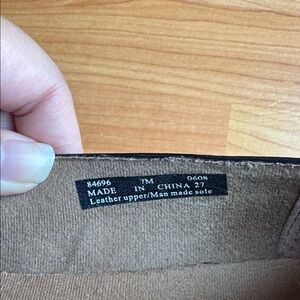 84696 7M 0608
MADE IN CHINA 27
Leather upper/Man made sole